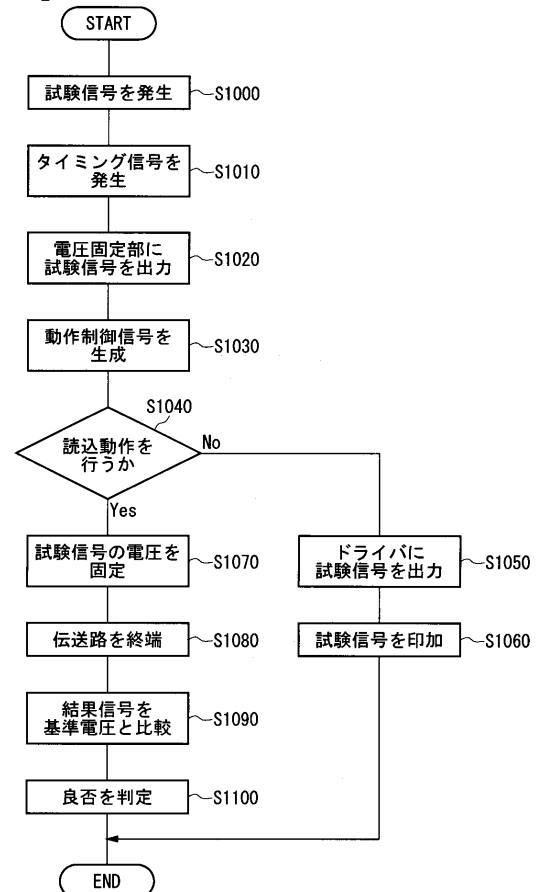 START
試験信号を発生
S1000
タイミング信号を
発生
S1010
電圧固定部に
試験信号を出力
S1020
動作制御信号を
生成
S1030
S1040
読込動作を
行うか
No
Yes
試験信号の電圧を
固定
S1070
ドライバに
試験信号を出力
S1050
伝送路を終端
S1080
試験信号を印加
S1060
結果信号を
基準電圧と比較
S1090
良否を判定
S1100
END